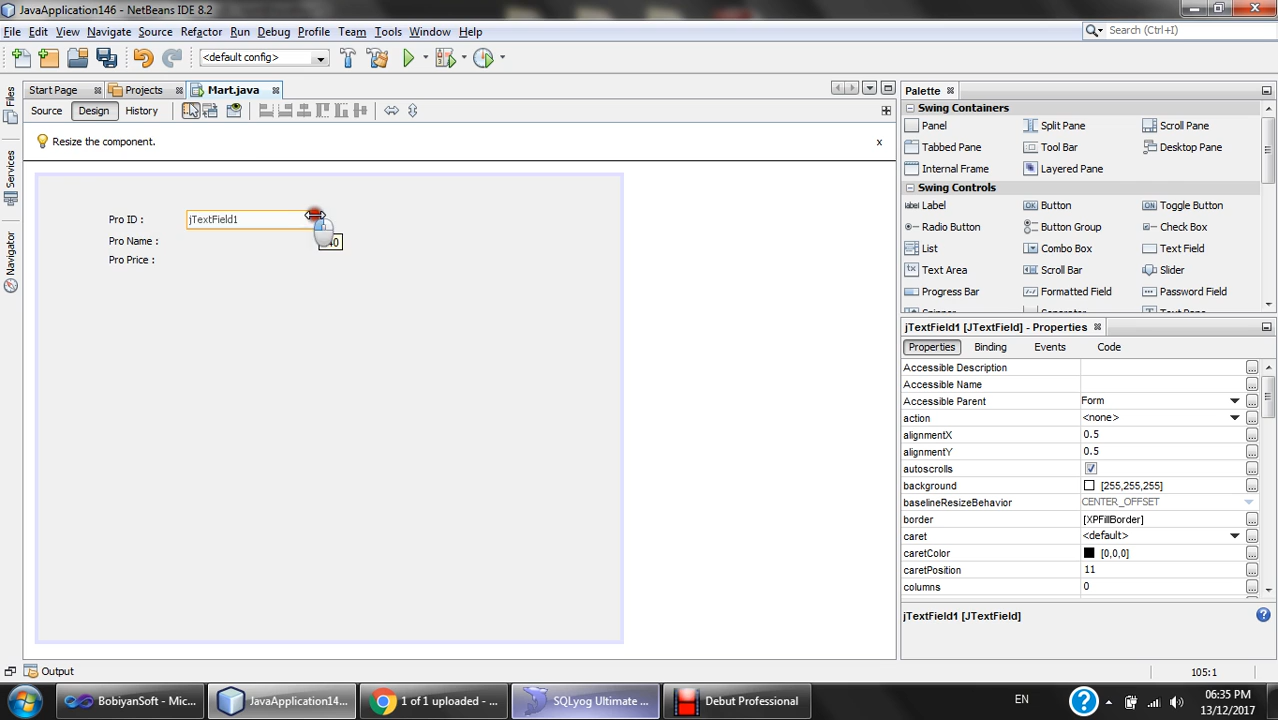 JavaApplication146 - NetBeans IDE 8.2
File Edit View Navigate Source Refactor Run Debug Profile Team Tools Window Help
Search (Ctrl+I)
<default config>
Files
Services
Navigator
Start Page
Projects
Mart.java
Source Design History
Resize the component.
x
Pro ID :
jTextField1
Pro Name :
Pro Price :
Palette
Swing Containers
Panel Split Pane Scroll Pane
Tabbed Pane Tool Bar Desktop Pane
Internal Frame Layered Pane
Swing Controls
Label Button Toggle Button
Radio Button Button Group Check Box
List Combo Box Text Field
Text Area Scroll Bar Slider
Progress Bar Formatted Field Password Field
jTextField1 [JTextField] - Properties
Properties Binding Events Code
Accessible Description
Accessible Name
Accessible Parent Form
action <none>
alignmentX 0.5
alignmentY 0.5
autoscrolls
background [255,255,255]
baselineResizeBehavior CENTER_OFFSET
border [XPFillBorder]
caret <default>
caretColor [0,0,0]
caretPosition 11
columns 0
jTextField1 [JTextField]
Output
105:1
BobiyanSoft - Mic...
JavaApplication14...
1 of 1 uploaded - ...
SQLyog Ultimate ...
Debut Professional
EN
06:35 PM
13/12/2017